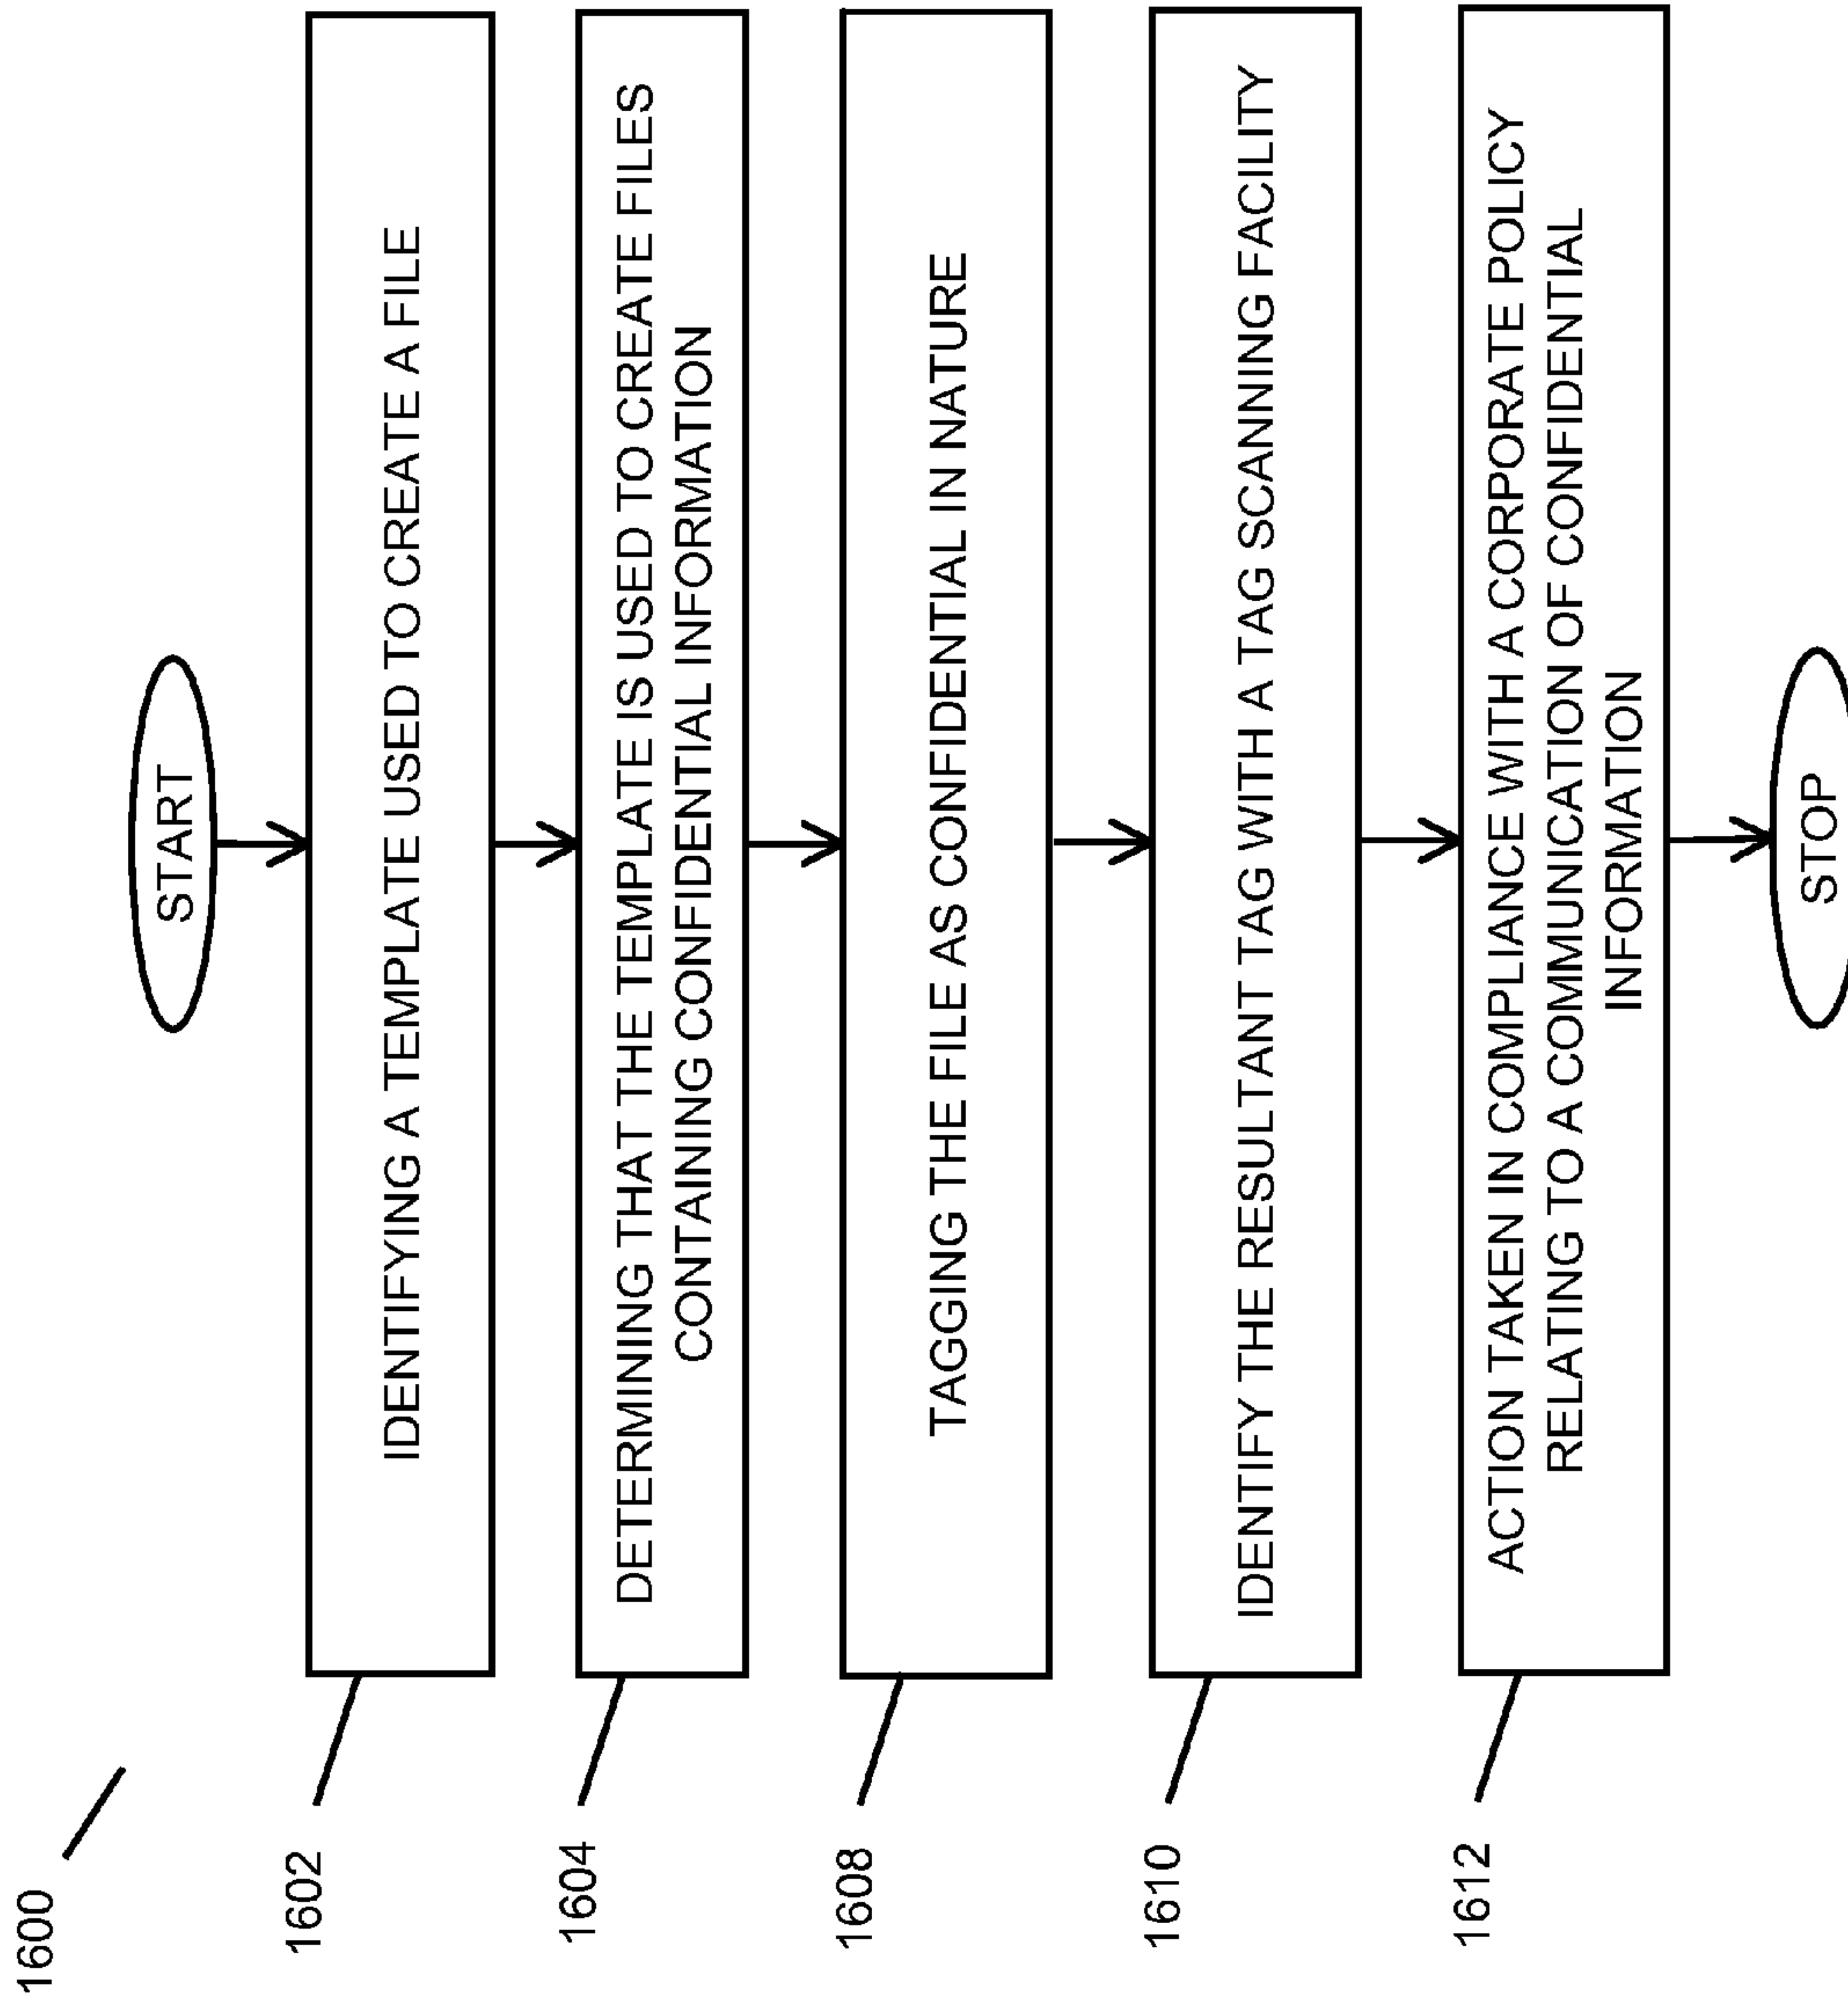 1600
START
1602
IDENTIFYING A TEMPLATE USED TO CREATE A FILE
1604
DETERMINING THAT THE TEMPLATE IS USED TO CREATE FILES
CONTAINING CONFIDENTIAL INFORMATION
1608
TAGGING THE FILE AS CONFIDENTIAL IN NATURE
1610
IDENTIFY THE RESULTANT TAG WITH A TAG SCANNING FACILITY
1612
ACTION TAKEN IN COMPLIANCE WITH A CORPORATE POLICY
RELATING TO A COMMUNICATION OF CONFIDENTIAL
INFORMATION
STOP